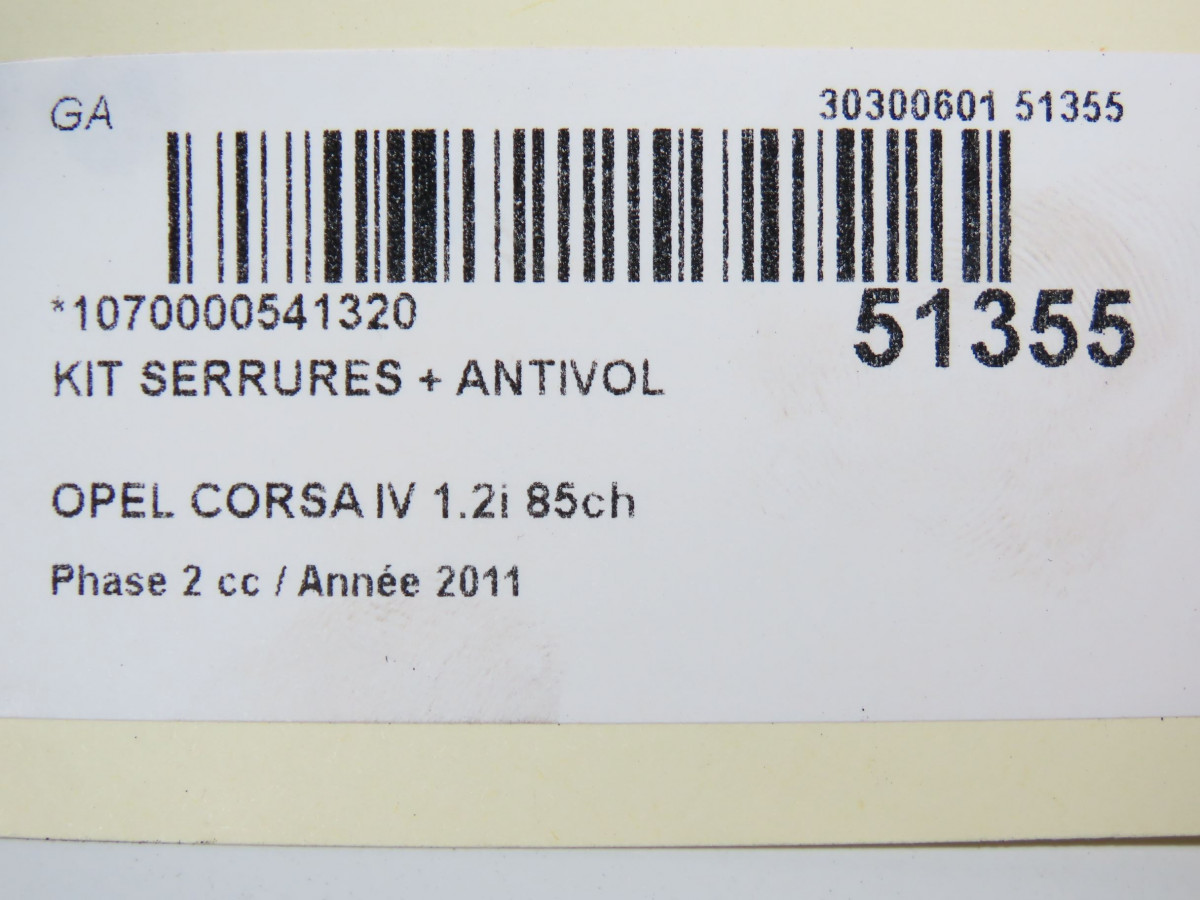 GA
30300601 51355
*1070000541320
51355
KIT SERRURES + ANTIVOL
OPEL CORSA IV 1.2i 85ch
Phase 2 cc / Année 2011